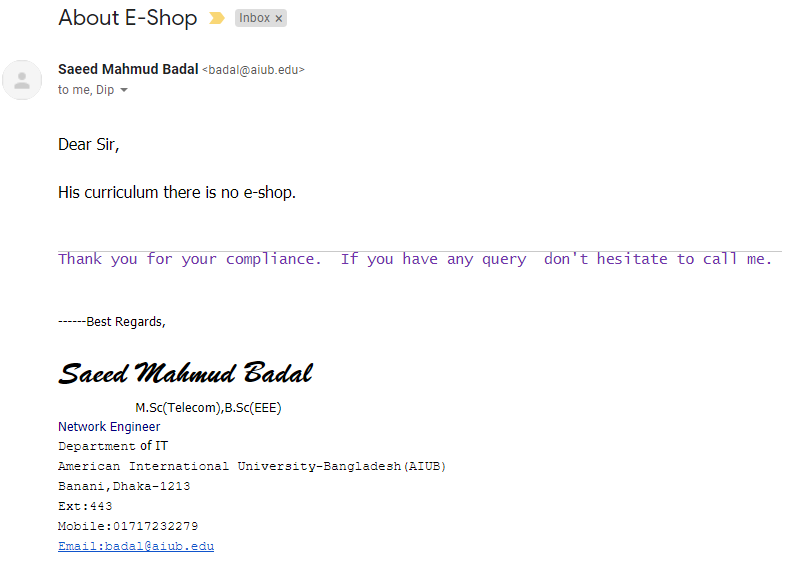 About E-Shop Inbox ×
Saeed Mahmud Badal <badal@aiub.edu>
to me, Dip
Dear Sir,
His curriculum there is no e-shop.
Thank you for your compliance.  If you have any query  don't hesitate to call me.
------Best Regards,
Saeed Mahmud Badal
M.Sc(Telecom),B.Sc(EEE)
Network Engineer
Department of IT
American International University-Bangladesh(AIUB)
Banani,Dhaka-1213
Ext:443
Mobile:01717232279
Email:badal@aiub.edu